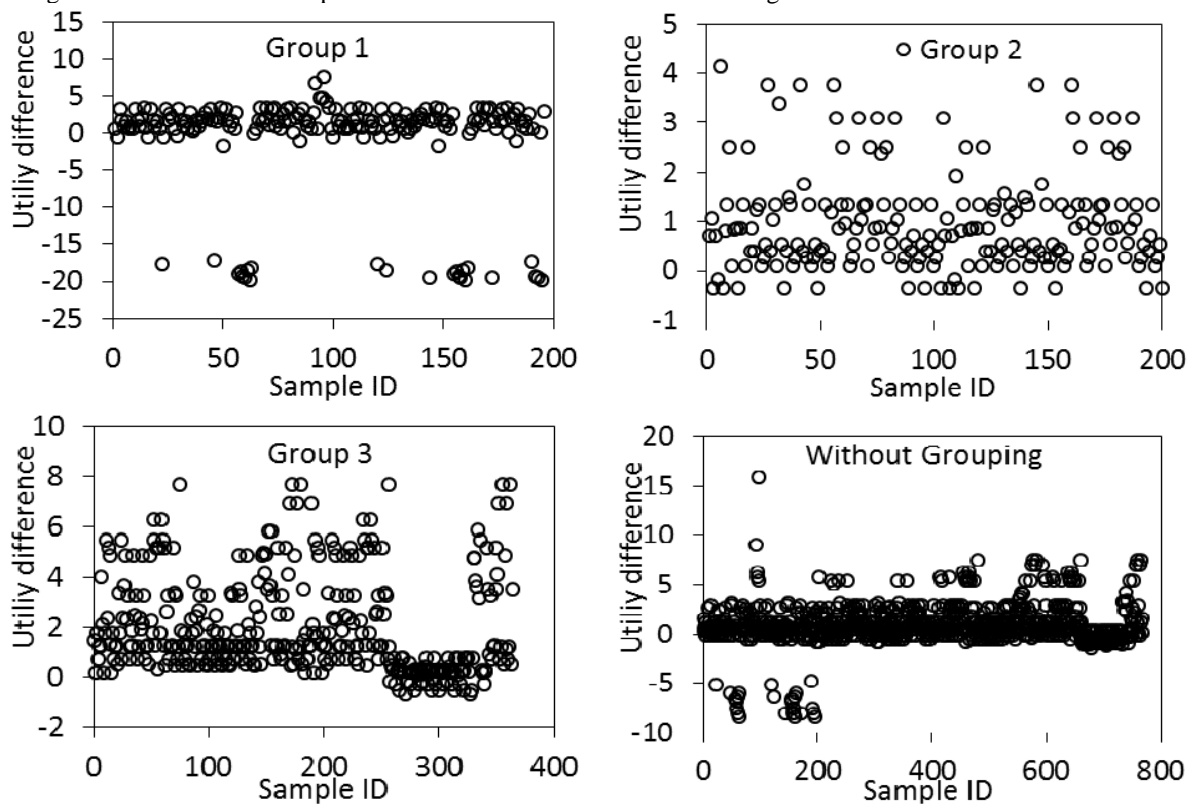 Group 1
Utiliy difference
15
10
5
0
-5
-10
-15
-20
-25
0 50 100 150 200
Sample ID
Group 2
Utiliy difference
5
4
3
2
1
0
-1
0 50 100 150 200
Sample ID
Group 3
Utiliy difference
10
8
6
4
2
0
-2
0 100 200 300 400
Sample ID
Without Grouping
Utiliy difference
20
15
10
5
0
-5
-10
0 200 400 600 800
Sample ID